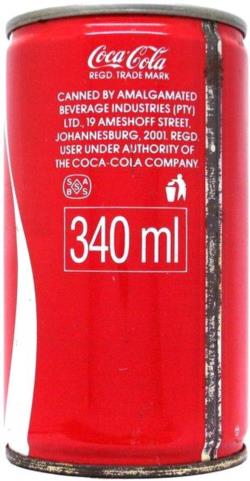 Coca-Cola
REGD. TRADE MARK
CANNED BY AMALGAMATED
BEVERAGE INDUSTRIES (PTY)
LTD., 19 AMESHOFF STREET,
JOHANNESBURG, 2001. REGD.
USER UNDER AUTHORITY OF
THE COCA-COLA COMPANY.
S A
B S
340 ml